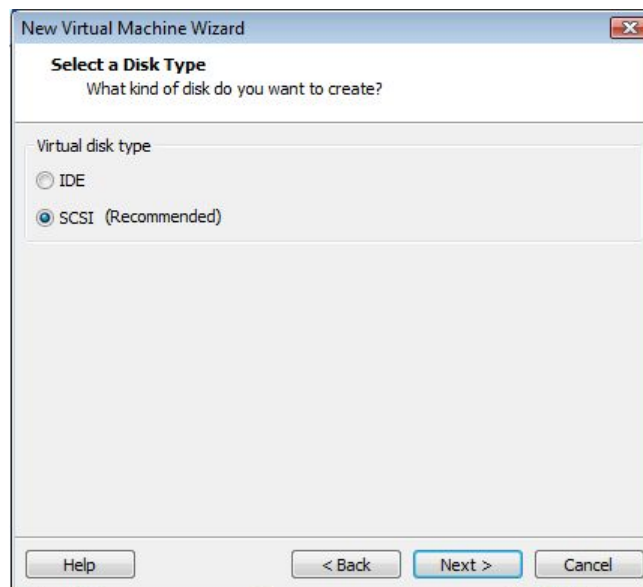 New Virtual Machine Wizard
Select a Disk Type
What kind of disk do you want to create?
Virtual disk type
IDE
SCSI (Recommended)
Help < Back Next > Cancel